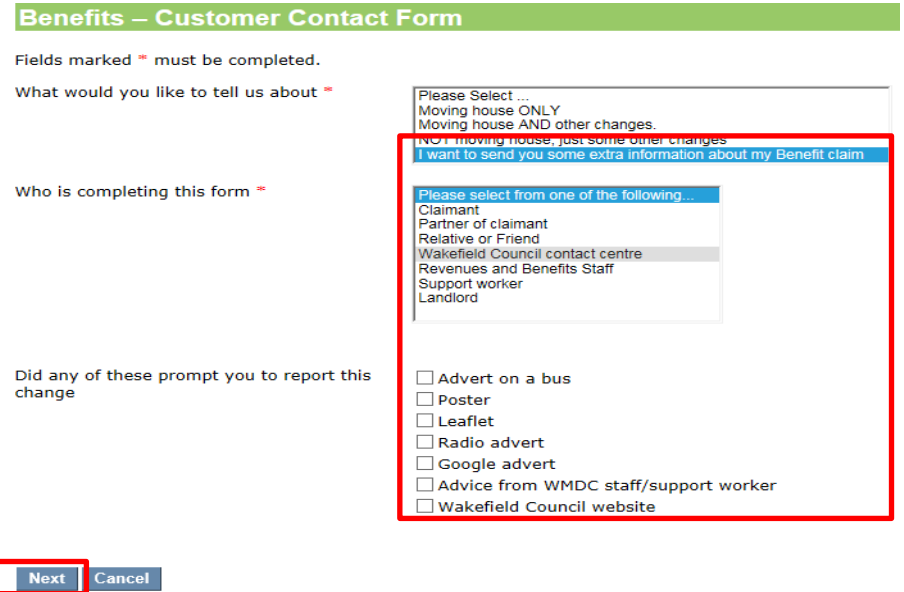 Benefits – Customer Contact Form
Fields marked * must be completed.
What would you like to tell us about *
Please Select ...
Moving house ONLY
Moving house AND other changes.
NOT moving house, just some other changes
I want to send you some extra information about my Benefit claim
Who is completing this form *
Please select from one of the following...
Claimant
Partner of claimant
Relative or Friend
Wakefield Council contact centre
Revenues and Benefits Staff
Support worker
Landlord
Did any of these prompt you to report this
change
Advert on a bus
Poster
Leaflet
Radio advert
Google advert
Advice from WMDC staff/support worker
Wakefield Council website
Next Cancel